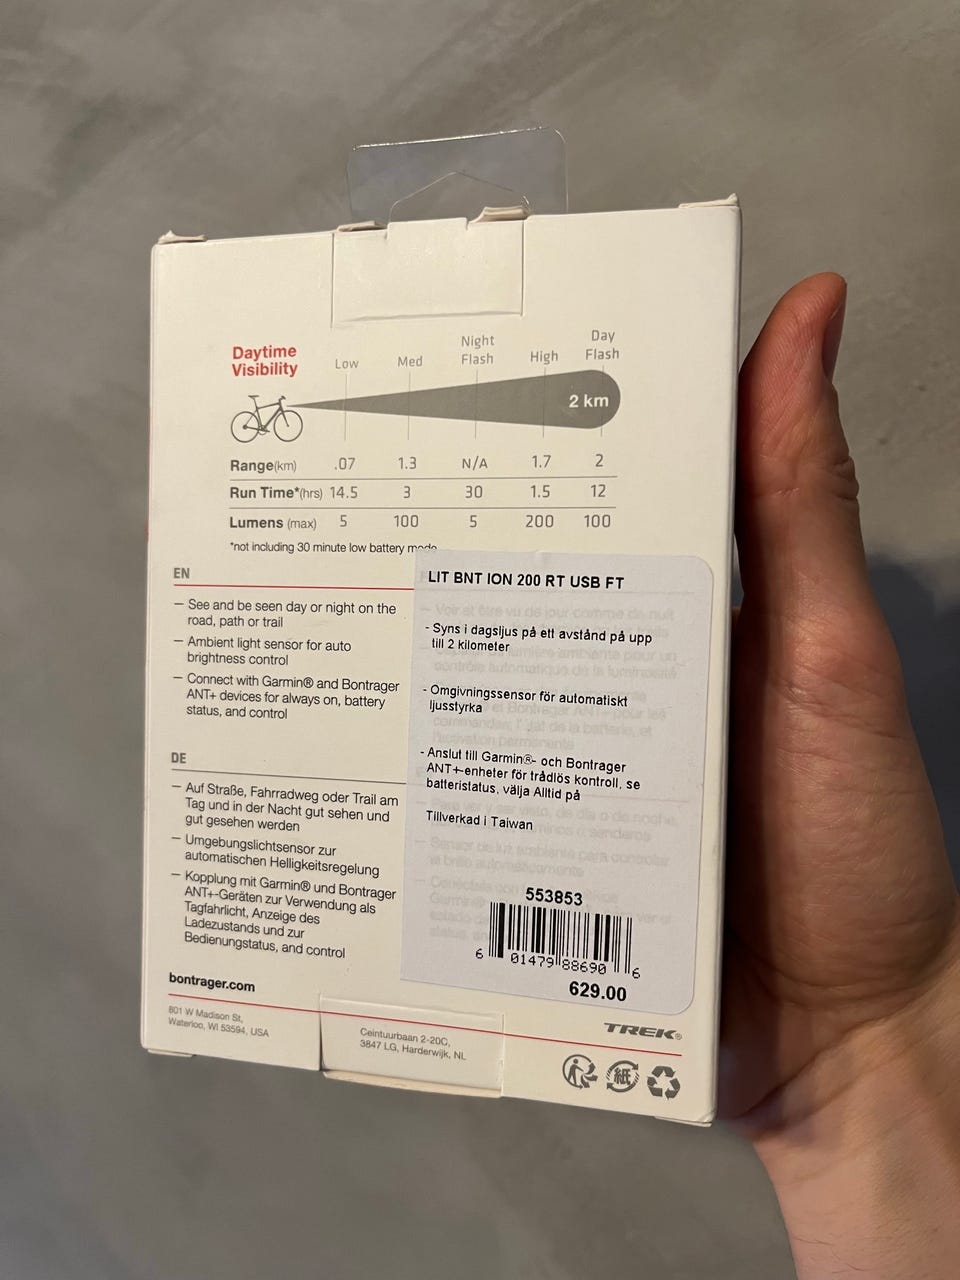 Daytime
Visibility
Low
Med
Night
Flash
High
Day
Flash
2 km
Range(km) .07 1.3 N/A 1.7 2
Run Time*(hrs) 14.5 3 30 1.5 12
Lumens (max) 5 100 5 200 100
*not including 30 minute low battery mode
EN
— See and be seen day or night on the
road, path or trail
— Ambient light sensor for auto
brightness control
— Connect with Garmin® and Bontrager
ANT+ devices for always on, battery
status, and control
DE
— Auf Straße, Fahrradweg oder Trail am
Tag und in der Nacht gut sehen und
gut gesehen werden
— Umgebungslichtsensor zur
automatischen Helligkeitsregelung
— Kopplung mit Garmin® und Bontrager
ANT+-Geräten zur Verwendung als
Tagfahrlicht, Anzeige des
Ladezustands und zur
Bedienungstatus, and control
LIT BNT ION 200 RT USB FT
- Syns i dagsljus på ett avstånd på upp
till 2 kilometer
- Omgivningssensor för automatiskt
ljusstyrka
- Anslut till Garmin®- och Bontrager
ANT+-enheter för trådlös kontroll, se
batteristatus, välja Alltid på
Tillverkad i Taiwan
553853
6 01479 88690 6
629.00
bontrager.com
801 W Madison St,
Waterloo, WI 53594, USA
Ceintuurbaan 2-20C,
3847 LG, Harderwijk, NL
TREK®
紙